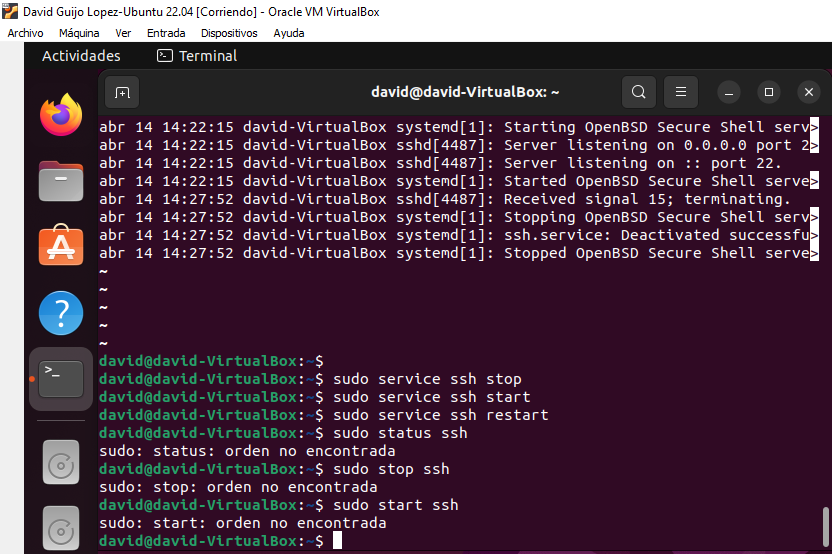 David Guijo Lopez-Ubuntu 22.04 [Corriendo] - Oracle VM VirtualBox
Archivo Máquina Ver Entrada Dispositivos Ayuda
Actividades Terminal
david@david-VirtualBox: ~
abr 14 14:22:15 david-VirtualBox systemd[1]: Starting OpenBSD Secure Shell serv>
abr 14 14:22:15 david-VirtualBox sshd[4487]: Server listening on 0.0.0.0 port 2>
abr 14 14:22:15 david-VirtualBox sshd[4487]: Server listening on :: port 22.
abr 14 14:22:15 david-VirtualBox systemd[1]: Started OpenBSD Secure Shell serve>
abr 14 14:27:52 david-VirtualBox sshd[4487]: Received signal 15; terminating.
abr 14 14:27:52 david-VirtualBox systemd[1]: Stopping OpenBSD Secure Shell serv>
abr 14 14:27:52 david-VirtualBox systemd[1]: ssh.service: Deactivated successfu>
abr 14 14:27:52 david-VirtualBox systemd[1]: Stopped OpenBSD Secure Shell serve>
~
~
~
~
~
david@david-VirtualBox:~$
david@david-VirtualBox:~$ sudo service ssh stop
david@david-VirtualBox:~$ sudo service ssh start
david@david-VirtualBox:~$ sudo service ssh restart
david@david-VirtualBox:~$ sudo status ssh
sudo: status: orden no encontrada
david@david-VirtualBox:~$ sudo stop ssh
sudo: stop: orden no encontrada
david@david-VirtualBox:~$ sudo start ssh
sudo: start: orden no encontrada
david@david-VirtualBox:~$